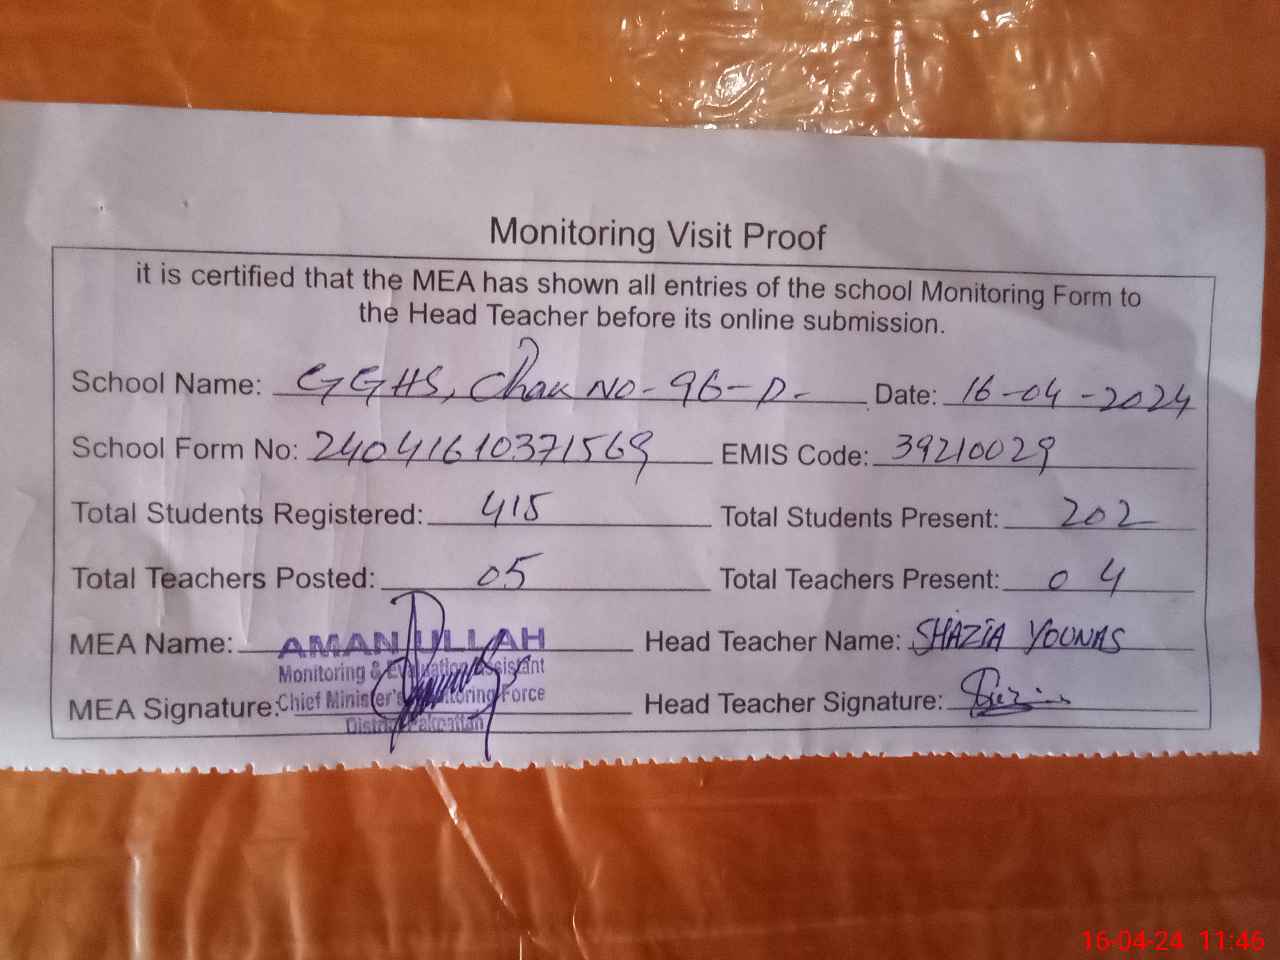 Monitoring Visit Proof
it is certified that the MEA has shown all entries of the school Monitoring Form to
the Head Teacher before its online submission.
School Name: GGHS, Chak NO- 96-D- Date: 16-04-2024
School Form No: 24041610371569 EMIS Code: 39210029
Total Students Registered: 415 Total Students Present: 202
Total Teachers Posted: 05 Total Teachers Present: 04
MEA Name: AMAN ULLAH Head Teacher Name: SHAZIA YOUNAS
Monitoring & Evaluation Assistant
MEA Signature: Chief Minister's Monitoring Force Head Teacher Signature:
District Pakpattan
16-04-24 11:46